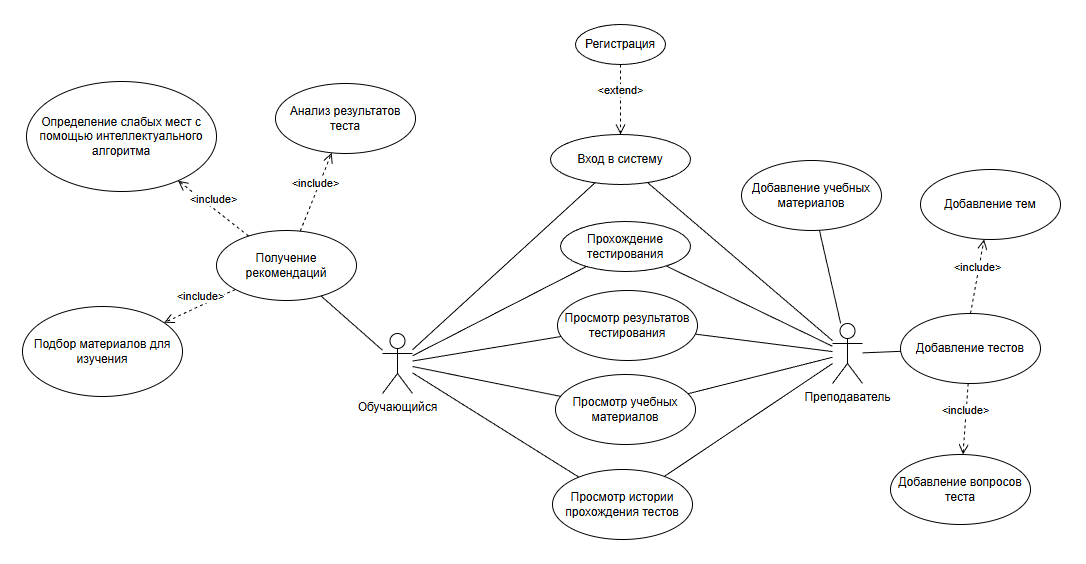 Регистрация
<extend>
Определение слабых мест с
помощью интеллектуального
алгоритма
Анализ результатов
теста
Вход в систему
<include>
<include>
Добавление учебных
материалов
Добавление тем
Получение
рекомендаций
Прохождение
тестирования
<include>
<include>
Просмотр результатов
тестирования
Подбор материалов для
изучения
Добавление тестов
Обучающийся
Преподаватель
Просмотр учебных
материалов
<include>
Просмотр истории
прохождения тестов
Добавление вопросов
теста